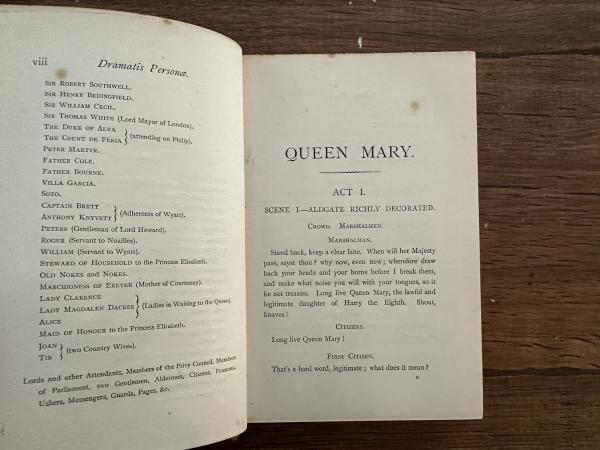 viii
Dramatis Personæ.
Sir Robert Southwell.
Sir Henry Bedingfield.
Sir William Cecil.
Sir Thomas White (Lord Mayor of London).
The Duke of Alva
The Count de Feria } (attending on Philip).
Peter Martyr.
Father Cole.
Father Bourne.
Villa Garcia.
Soto.
Captain Brett
Anthony Knyvett } (Adherents of Wyatt).
Peters (Gentleman of Lord Howard).
Roger (Servant to Noailles).
William (Servant to Wyatt).
Steward of Household to the Princess Elizabeth.
Old Nokes and Nokes.
Marchioness of Exeter (Mother of Courtenay).
Lady Clarence
Lady Magdalen Dacres } (Ladies in Waiting to the Queen).
Alice
Maid of Honour to the Princess Elizabeth.
Joan
Tib } (two Country Wives).
Lords and other Attendants, Members of the Privy Council, Members
of Parliament, two Gentlemen, Aldermen, Citizens, Peasants,
Ushers, Messengers, Guards, Pages, &c.
QUEEN MARY.
ACT I.
SCENE I.—ALDGATE RICHLY DECORATED.
Crowd. Marshalmen.
Marshalman.
Stand back, keep a clear lane. When will her Majesty
pass, sayst thou? why now, even now; wherefore draw
back your heads and your horns before I break them,
and make what noise you will with your tongues, so it
be not treason. Long live Queen Mary, the lawful and
legitimate daughter of Harry the Eighth. Shout,
knaves!
Citizens.
Long live Queen Mary!
First Citizen.
That's a hard word, legitimate; what does it mean?
B